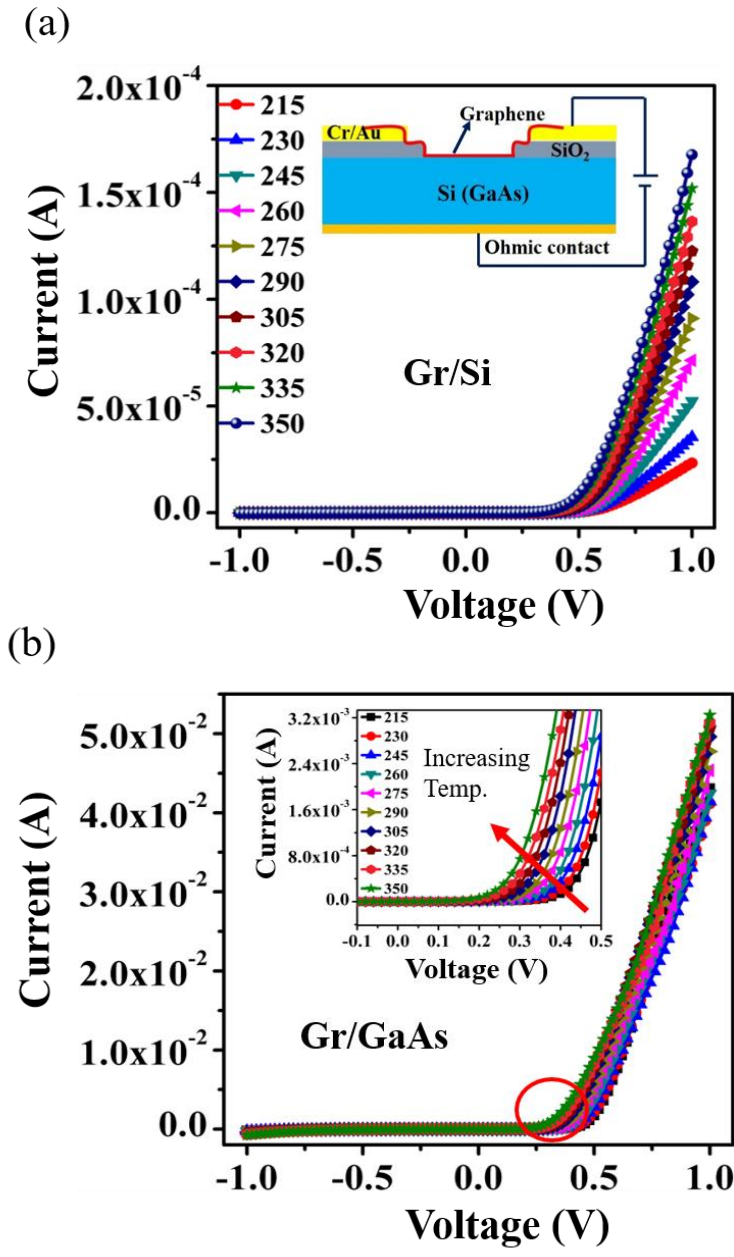 (a)
2.0x10⁻⁴
1.5x10⁻⁴
1.0x10⁻⁴
5.0x10⁻⁵
0.0
Current (A)
215
230
245
260
275
290
305
320
335
350
Graphene
Cr/Au
SiO₂
Si (GaAs)
Ohmic contact
Gr/Si
-1.0 -0.5 0.0 0.5 1.0
Voltage (V)
(b)
5.0x10⁻²
4.0x10⁻²
3.0x10⁻²
2.0x10⁻²
1.0x10⁻²
0.0
Current (A)
3.2x10⁻³
2.4x10⁻³
1.6x10⁻³
8.0x10⁻⁴
0.0
Current (A)
215
230
245
260
275
290
305
320
335
350
Increasing
Temp.
-0.1 0.0 0.1 0.2 0.3 0.4 0.5
Voltage (V)
Gr/GaAs
-1.0 -0.5 0.0 0.5 1.0
Voltage (V)